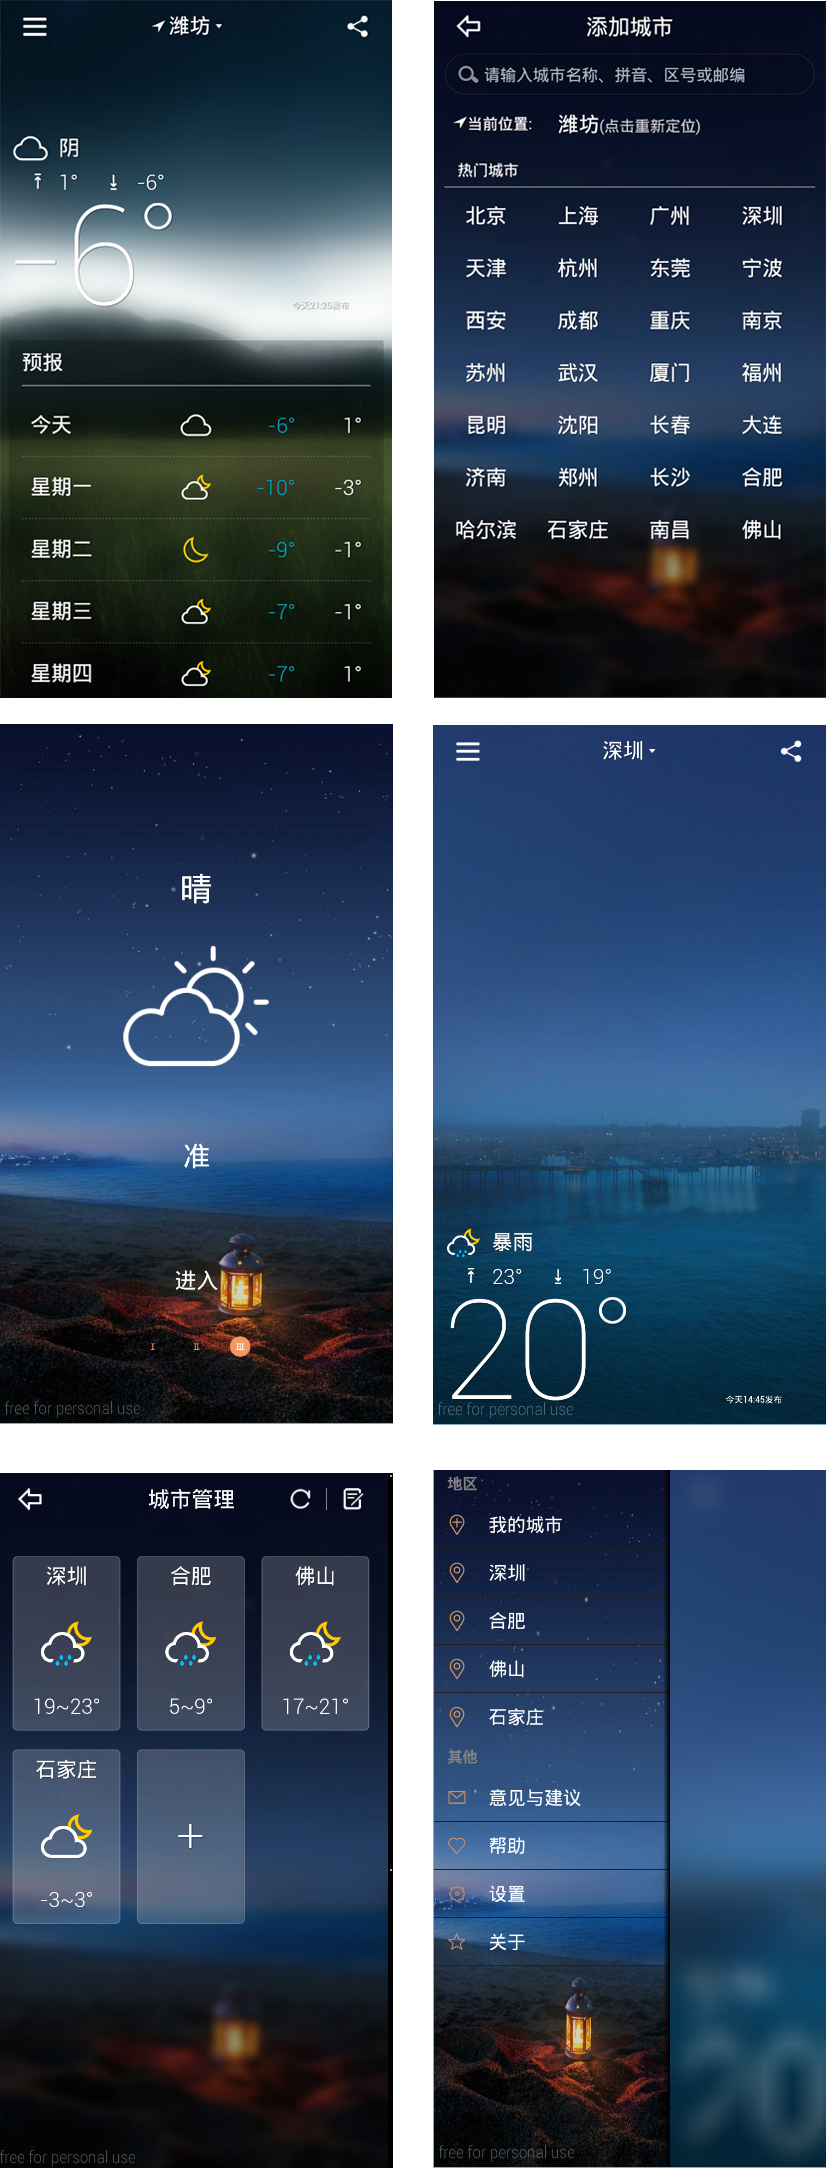 潍坊
阴
1° -6°
-6°
今天21:25发布
预报
今天 -6° 1°
星期一 -10° -3°
星期二 -9° -1°
星期三 -7° -1°
星期四 -7° 1°
添加城市
请输入城市名称、拼音、区号或邮编
当前位置: 潍坊(点击重新定位)
热门城市
北京 上海 广州 深圳
天津 杭州 东莞 宁波
西安 成都 重庆 南京
苏州 武汉 厦门 福州
昆明 沈阳 长春 大连
济南 郑州 长沙 合肥
哈尔滨 石家庄 南昌 佛山
晴
准
进入
I II III
free for personal use
深圳
暴雨
23° 19°
20°
今天14:45发布
free for personal use
城市管理
深圳 合肥 佛山
19~23° 5~9° 17~21°
石家庄
-3~3°
free for personal use
地区
我的城市
深圳
合肥
佛山
石家庄
其他
意见与建议
帮助
设置
关于
20
free for personal use